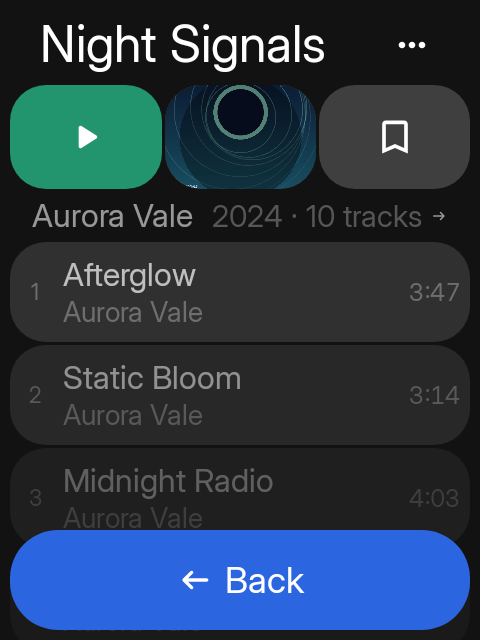 Night Signals
Aurora Vale 2024 · 10 tracks →
1 Afterglow 3:47
Aurora Vale
2 Static Bloom 3:14
Aurora Vale
3 Midnight Radio 4:03
Aurora Vale
← Back